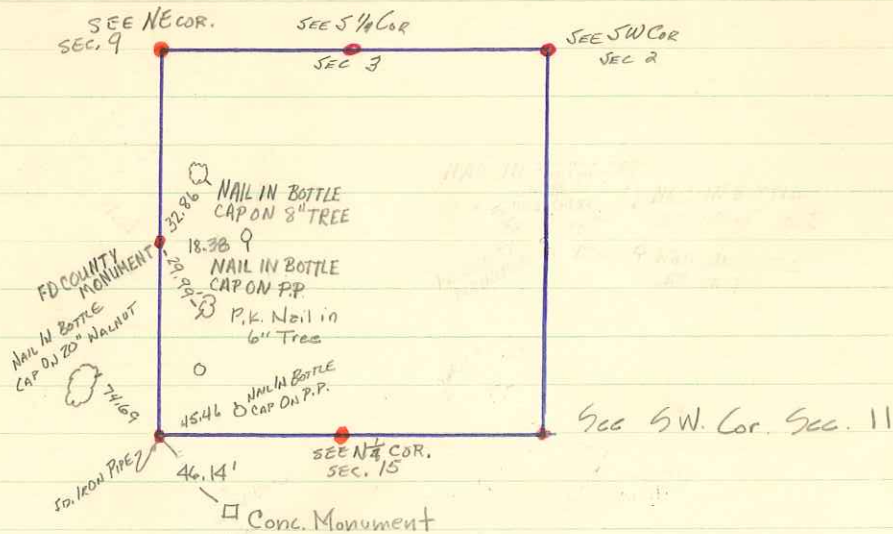 SEE NE COR.
SEC. 9
SEE S 1/4 COR
SEC 3
SEE SW COR
SEC 2
32.86
NAIL IN BOTTLE
CAP ON 8" TREE
18.38
NAIL IN BOTTLE
CAP ON P.P.
29.99
P.K. Nail in
6" Tree
FD COUNTY
MONUMENT
NAIL IN BOTTLE
CAP ON 20" WALNUT
74.69
45.46
NAIL IN BOTTLE
CAP ON P.P.
SEE N 1/4 COR.
SEC. 15
See SW. Cor. Sec. 11
IRON PIPE
46.14'
Conc. Monument